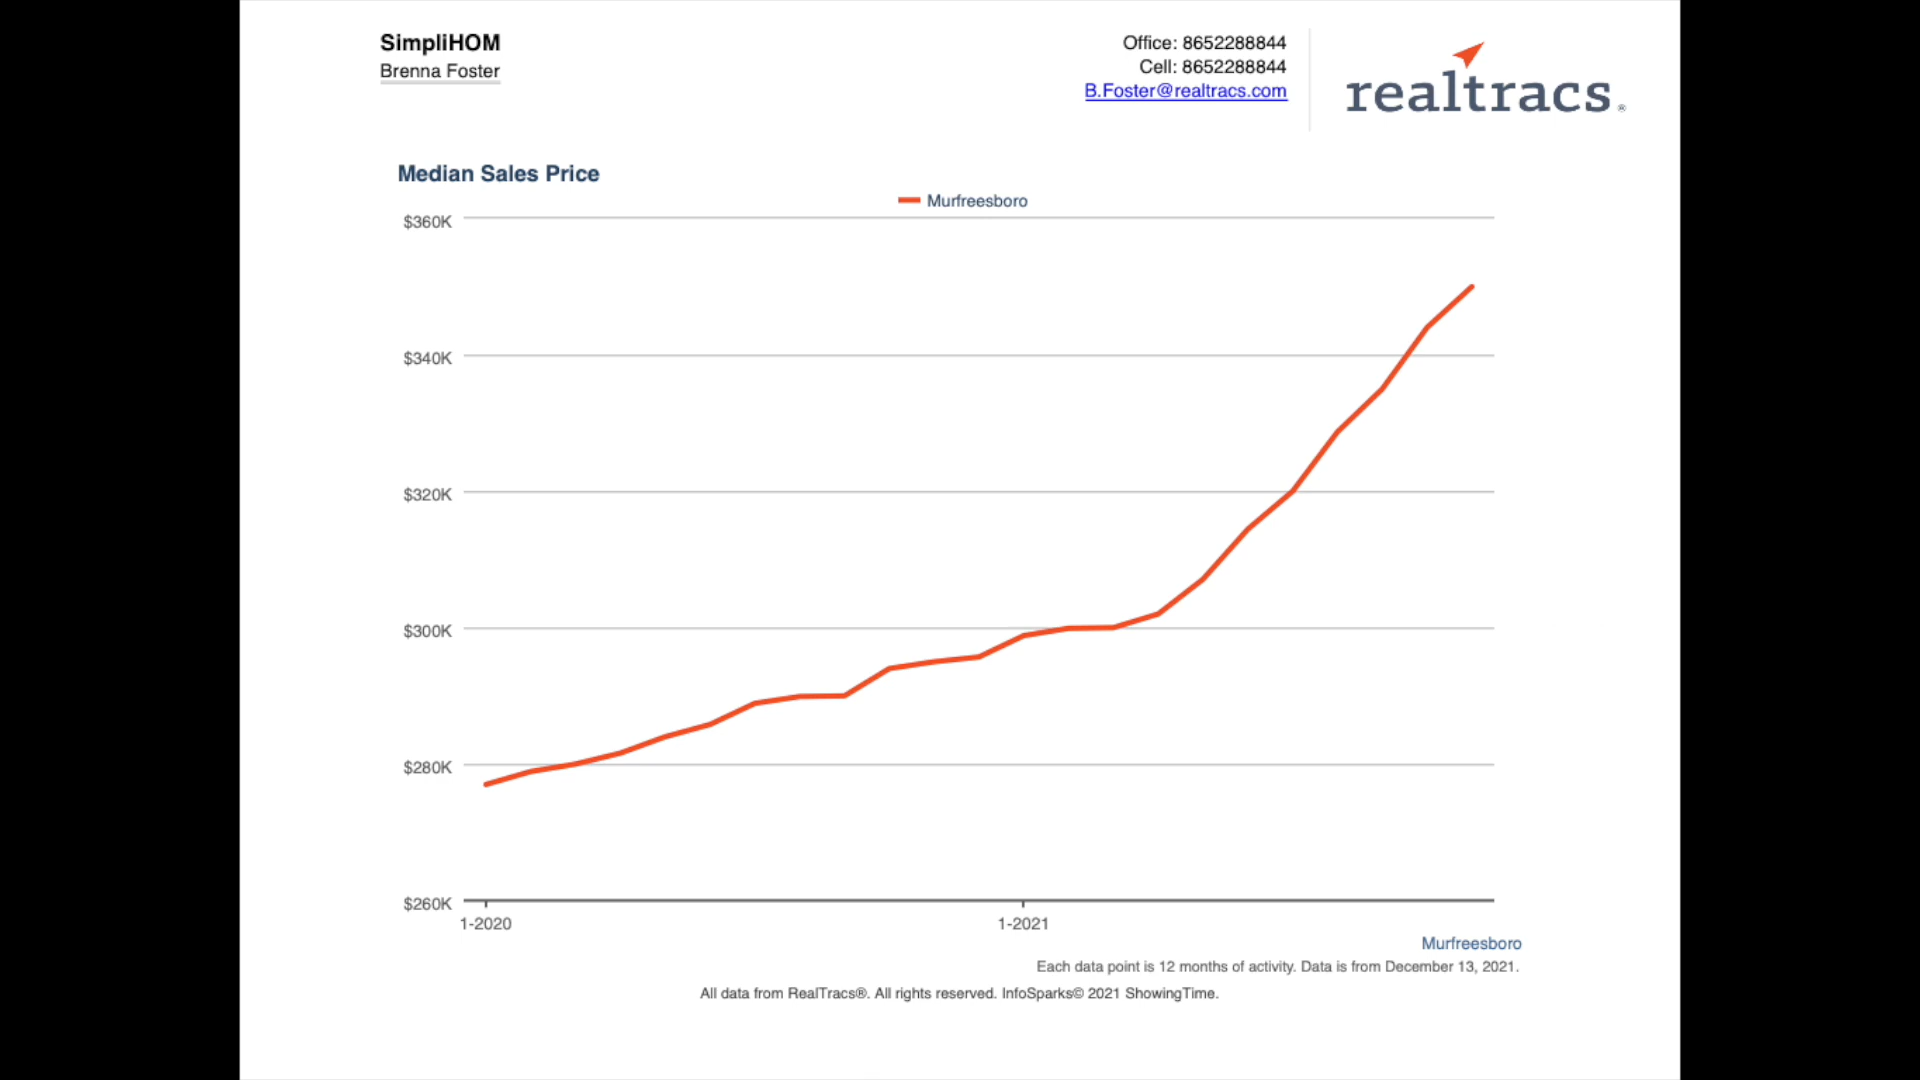 SimpliHOM
Brenna Foster
Office: 8652288844
Cell: 8652288844
B.Foster@realtracs.com
realtracs®
Median Sales Price
Murfreesboro
$360K
$340K
$320K
$300K
$280K
$260K
1-2020 1-2021
Murfreesboro
Each data point is 12 months of activity. Data is from December 13, 2021.
All data from RealTracs®. All rights reserved. InfoSparks© 2021 ShowingTime.